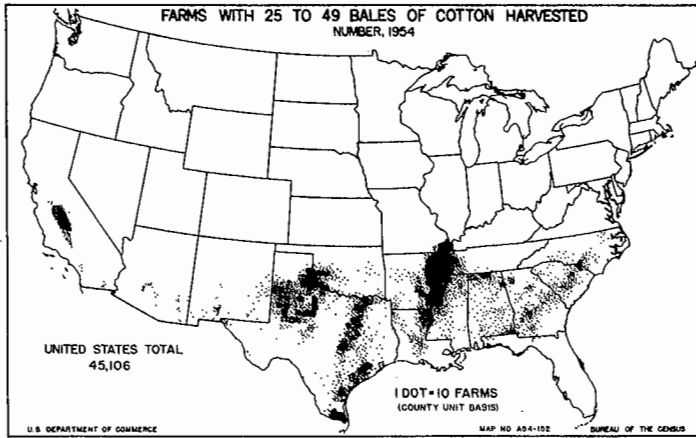 FARMS WITH 25 TO 49 BALES OF COTTON HARVESTED
NUMBER, 1954
UNITED STATES TOTAL
45,106
1 DOT=10 FARMS
(COUNTY UNIT BASIS)
U.S. DEPARTMENT OF COMMERCE
MAP NO A54-152
BUREAU OF THE CENSUS